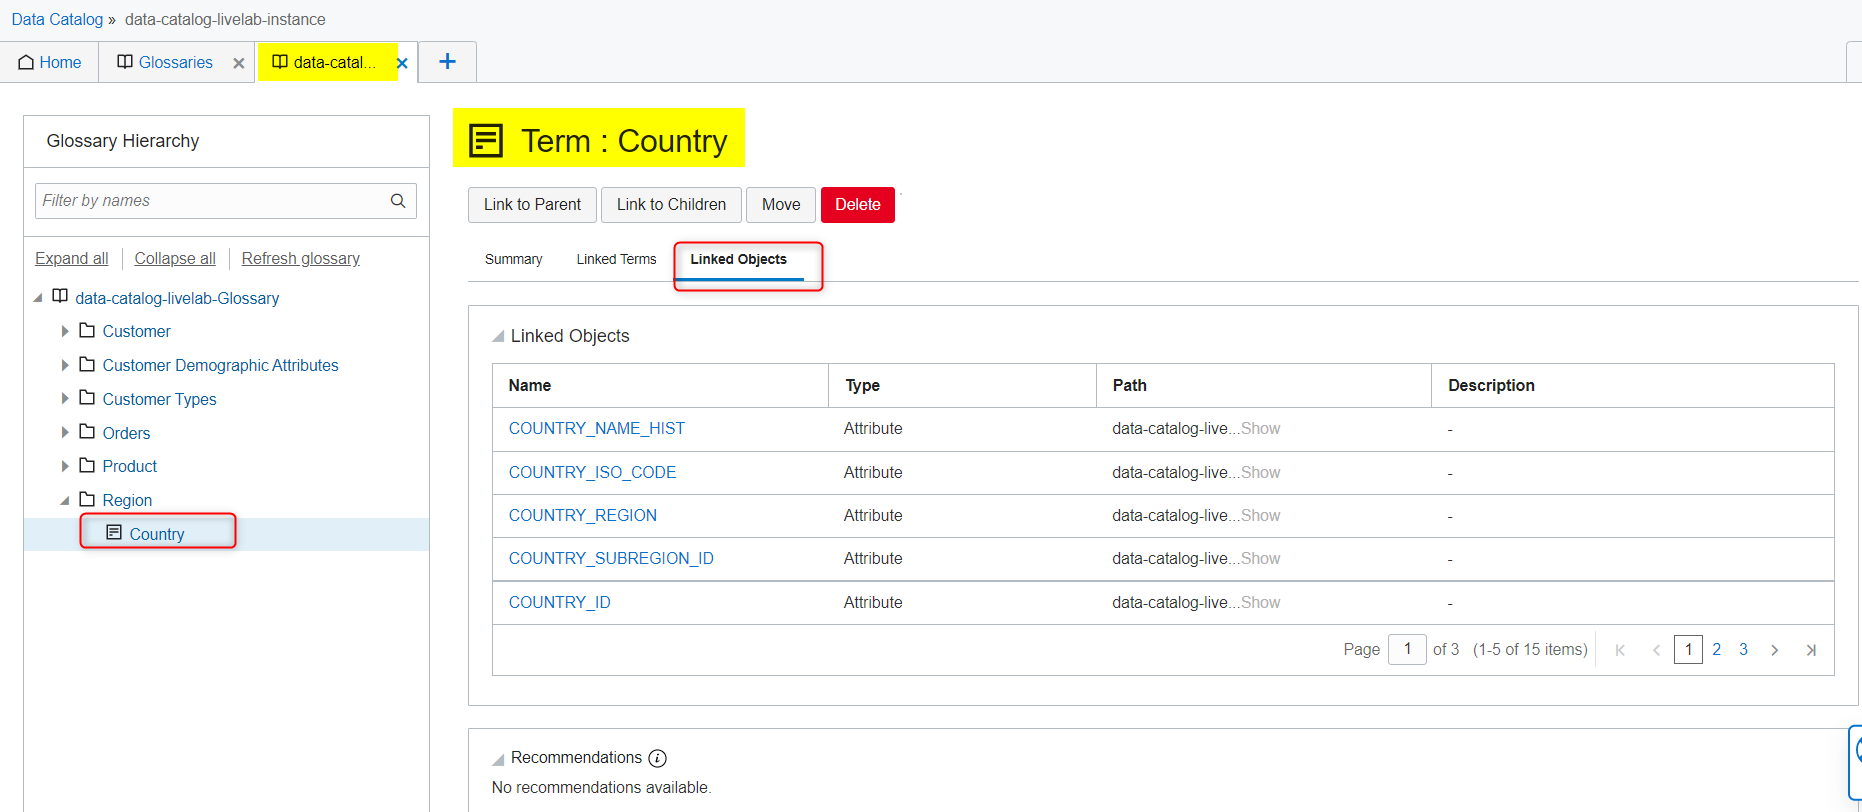 Data Catalog » data-catalog-livelab-instance
Home Glossaries data-catal...
Glossary Hierarchy
Filter by names
Expand all Collapse all Refresh glossary
data-catalog-livelab-Glossary
Customer
Customer Demographic Attributes
Customer Types
Orders
Product
Region
Country
Term : Country
Link to Parent Link to Children Move Delete
Summary Linked Terms Linked Objects
Linked Objects
Name Type Path Description
COUNTRY_NAME_HIST Attribute data-catalog-live...Show -
COUNTRY_ISO_CODE Attribute data-catalog-live...Show -
COUNTRY_REGION Attribute data-catalog-live...Show -
COUNTRY_SUBREGION_ID Attribute data-catalog-live...Show -
COUNTRY_ID Attribute data-catalog-live...Show -
Page 1 of 3 (1-5 of 15 items) 1 2 3
Recommendations
No recommendations available.